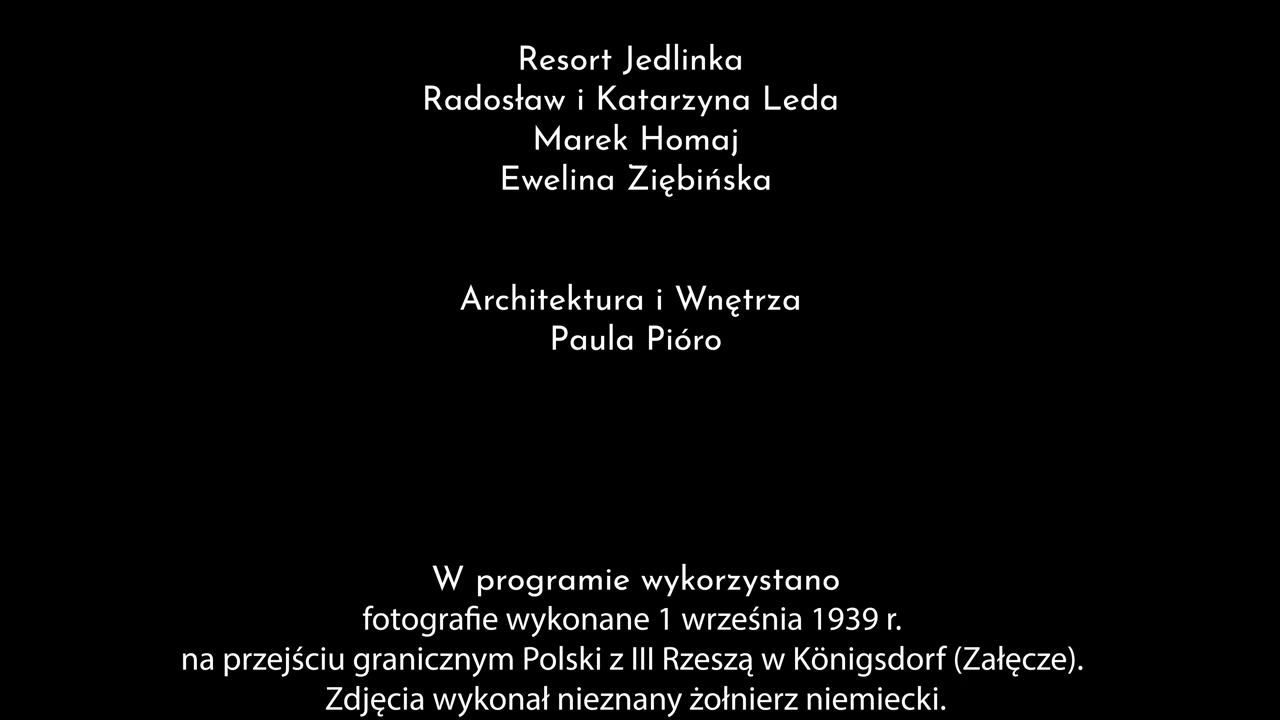 Resort Jedlinka
Radosław i Katarzyna Leda
Marek Homaj
Ewelina Ziębińska
Architektura i Wnętrza
Paula Pióro
W programie wykorzystano
fotografie wykonane 1 września 1939 r.
na przejściu granicznym Polski z III Rzeszą w Königsdorf (Załęcze).
Zdjęcia wykonał nieznany żołnierz niemiecki.